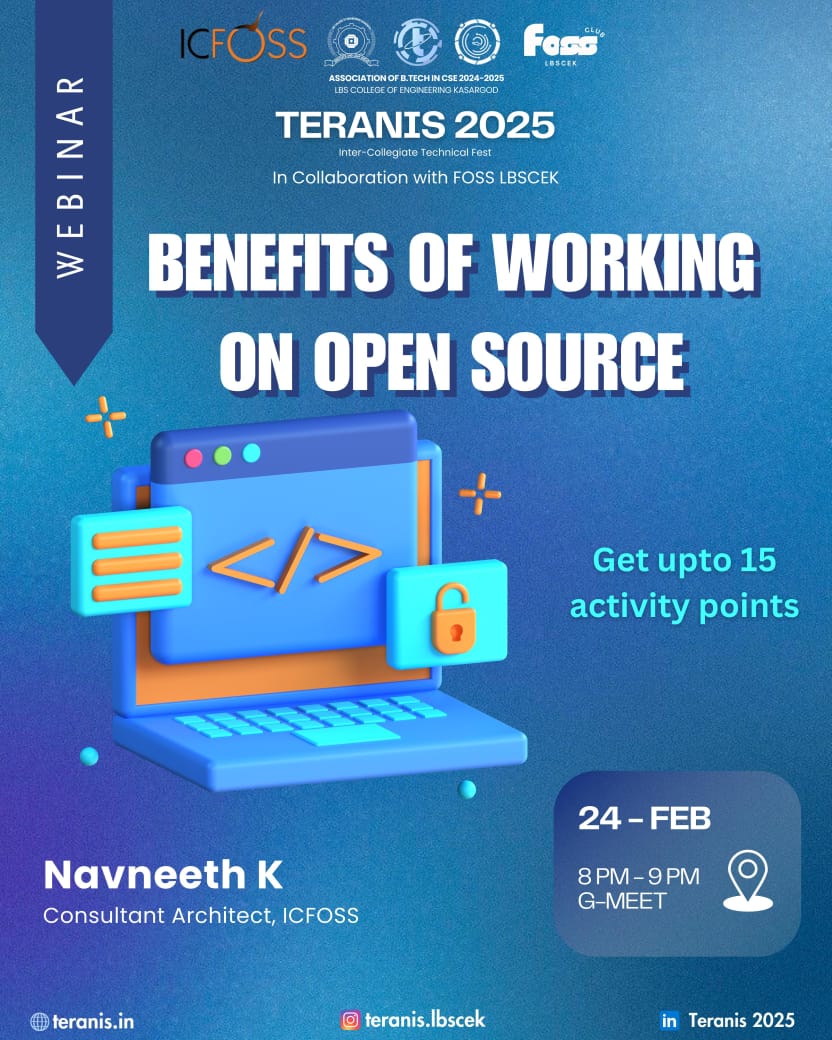 WEBINAR
ICFOSS
Foss CLUB
LBSCEK
ASSOCIATION OF B.TECH IN CSE 2024-2025
LBS COLLEGE OF ENGINEERING KASARGOD
TERANIS 2025
Inter-Collegiate Technical Fest
In Collaboration with FOSS LBSCEK
BENEFITS OF WORKING
ON OPEN SOURCE
</>
Get upto 15
activity points
24 - FEB
8 PM - 9 PM
G-MEET
Navneeth K
Consultant Architect, ICFOSS
teranis.in
teranis.lbscek
in Teranis 2025